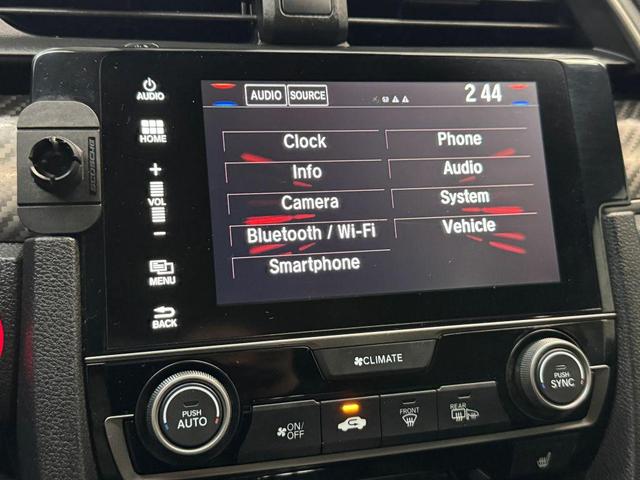 AUDIO
HOME
+
VOL
-
MENU
BACK
SCOSCHE
AUDIO SOURCE 2 44
Clock
Info
Camera
Bluetooth / Wi-Fi
Smartphone
Phone
Audio
System
Vehicle
CLIMATE
PUSH
AUTO
ON/
OFF
FRONT
REAR
PUSH
SYNC